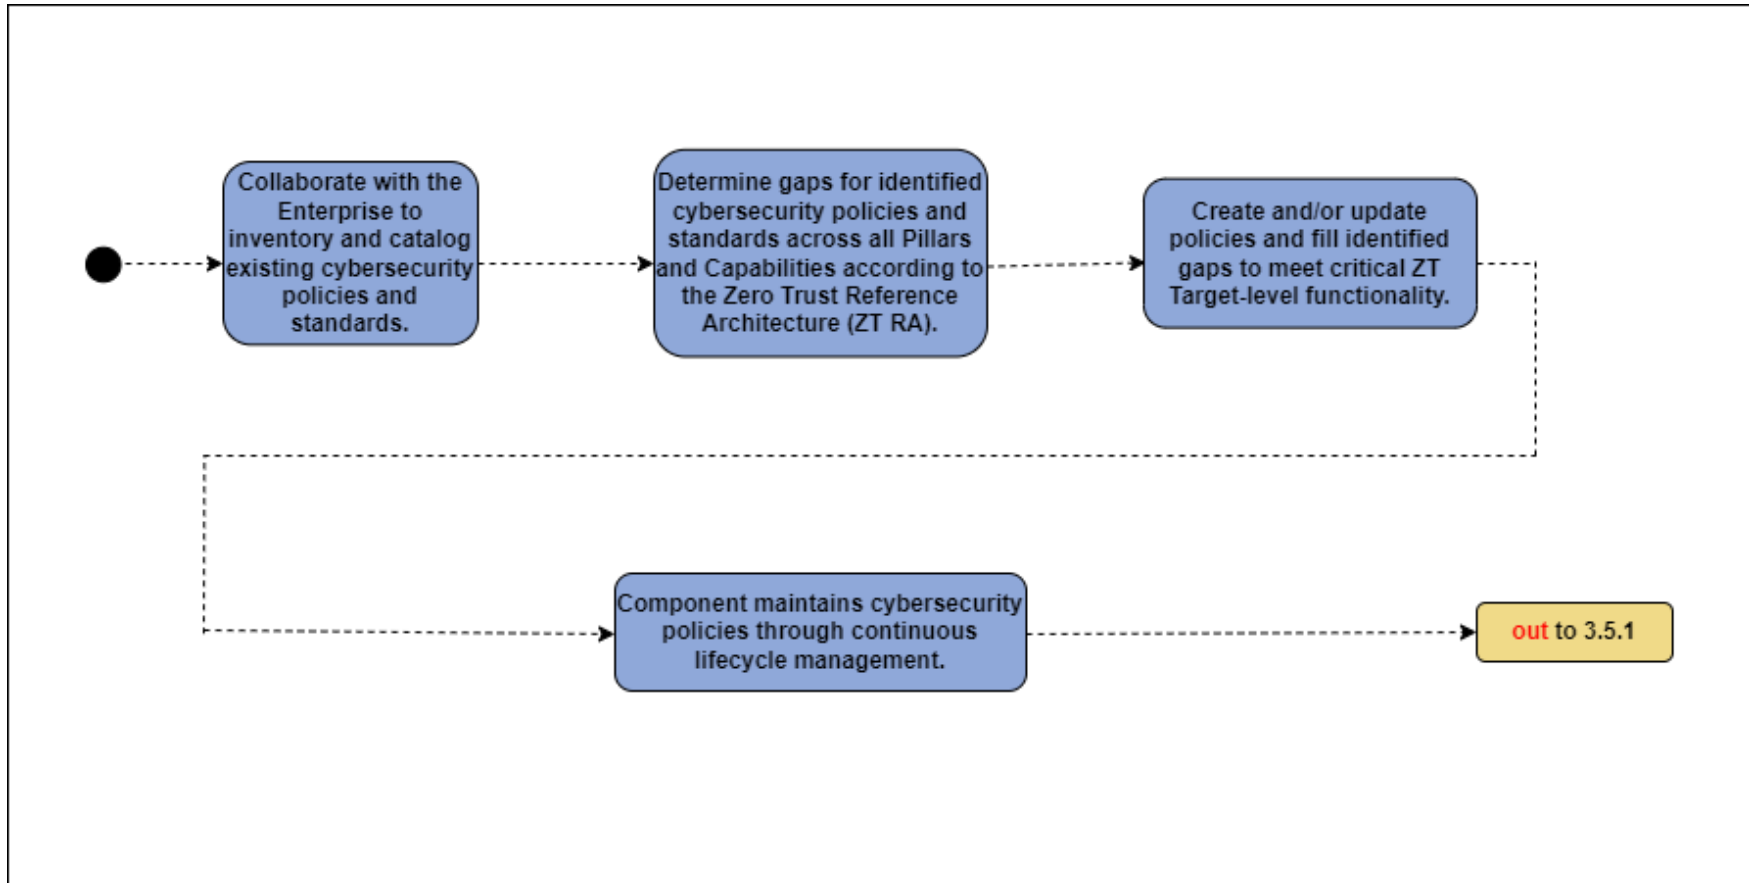 Collaborate with the
Enterprise to
inventory and catalog
existing cybersecurity
policies and
standards.
Determine gaps for identified
cybersecurity policies and
standards across all Pillars
and Capabilities according to
the Zero Trust Reference
Architecture (ZT RA).
Create and/or update
policies and fill identified
gaps to meet critical ZT
Target-level functionality.
Component maintains cybersecurity
policies through continuous
lifecycle management.
out to 3.5.1